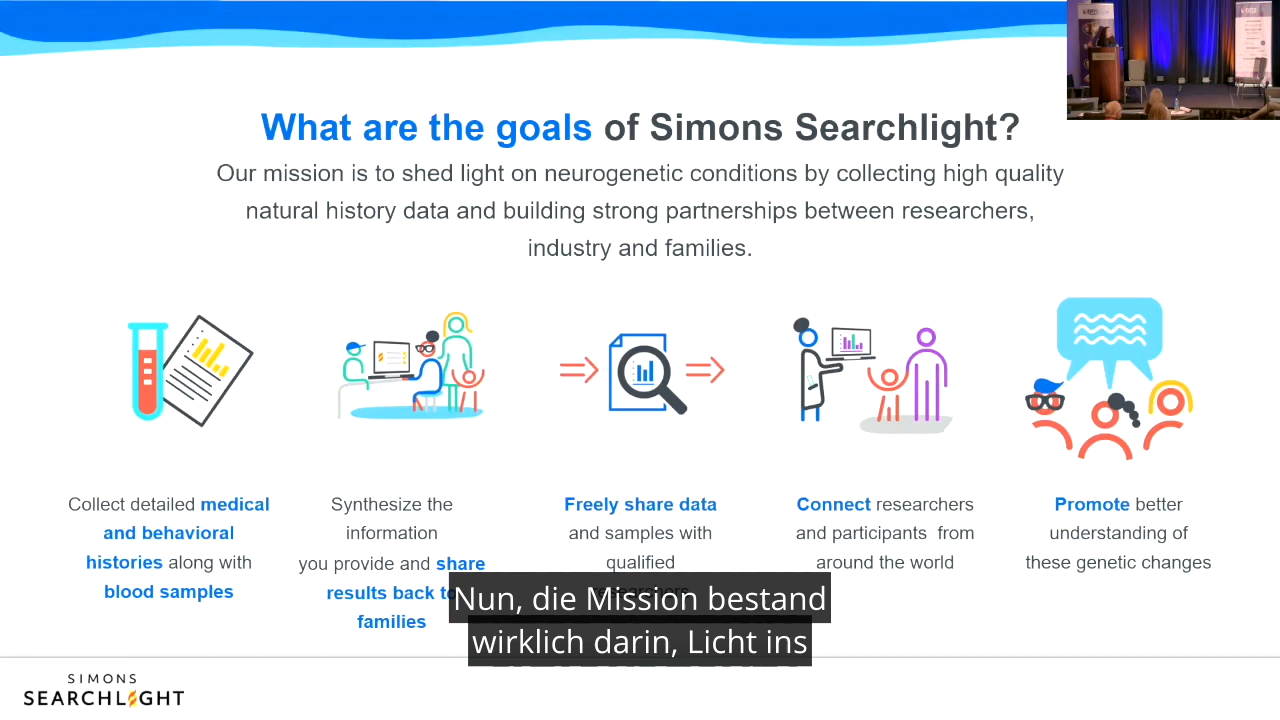 What are the goals of Simons Searchlight?
Our mission is to shed light on neurogenetic conditions by collecting high quality
natural history data and building strong partnerships between researchers,
industry and families.
Collect detailed medical
and behavioral
histories along with
blood samples
Synthesize the
information
you provide and share
results back to
families
Freely share data
and samples with
qualified
Connect researchers
and participants from
around the world
Promote better
understanding of
these genetic changes
Nun, die Mission bestand
wirklich darin, Licht ins
SIMONS
SEARCHLIGHT